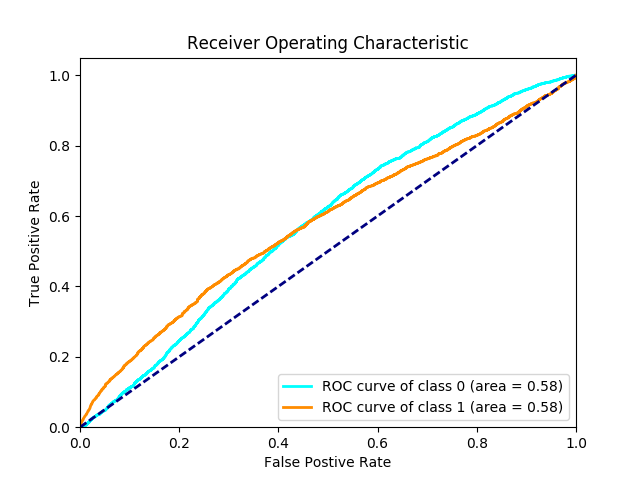 Receiver Operating Characteristic
True Positive Rate
1.0
0.8
0.6
0.4
0.2
0.0
ROC curve of class 0 (area = 0.58)
ROC curve of class 1 (area = 0.58)
0.0 0.2 0.4 0.6 0.8 1.0
False Postive Rate